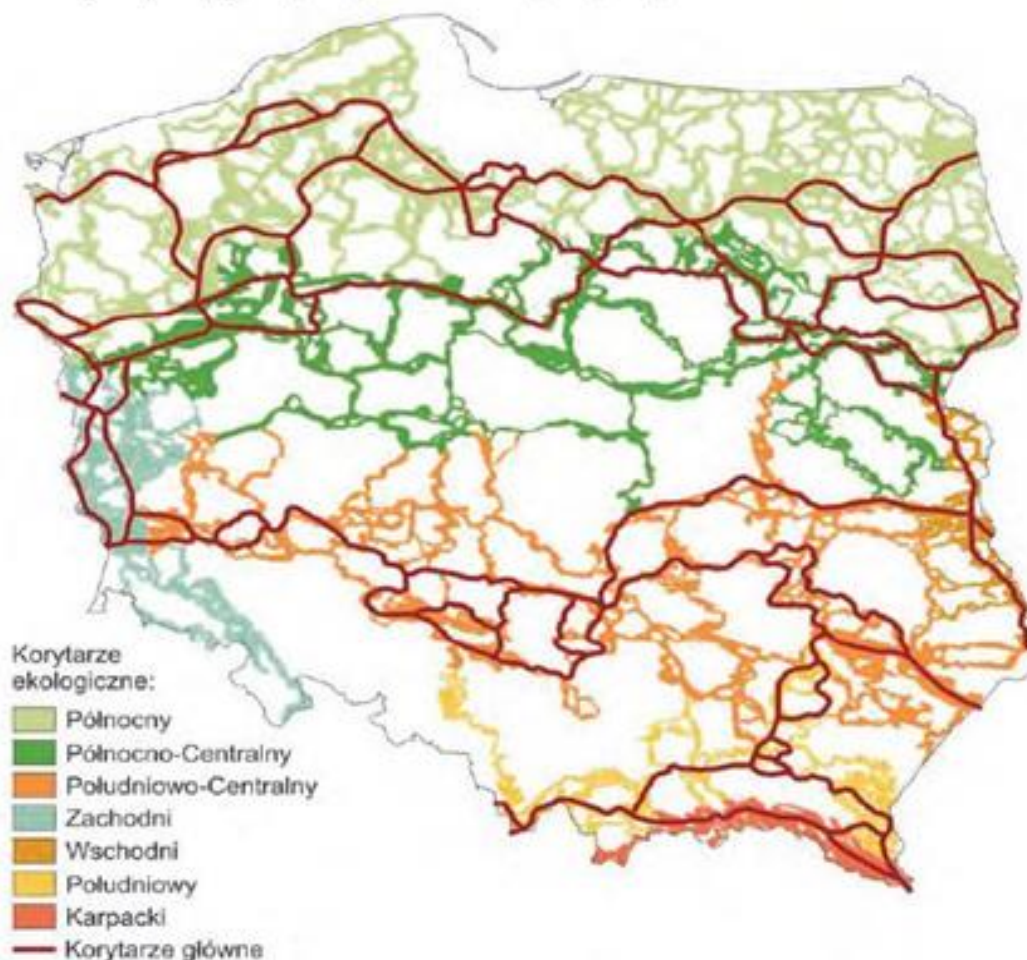 Korytarze
ekologiczne:
Północny
Północno-Centralny
Południowo-Centralny
Zachodni
Wschodni
Południowy
Karpacki
Korytarze główne